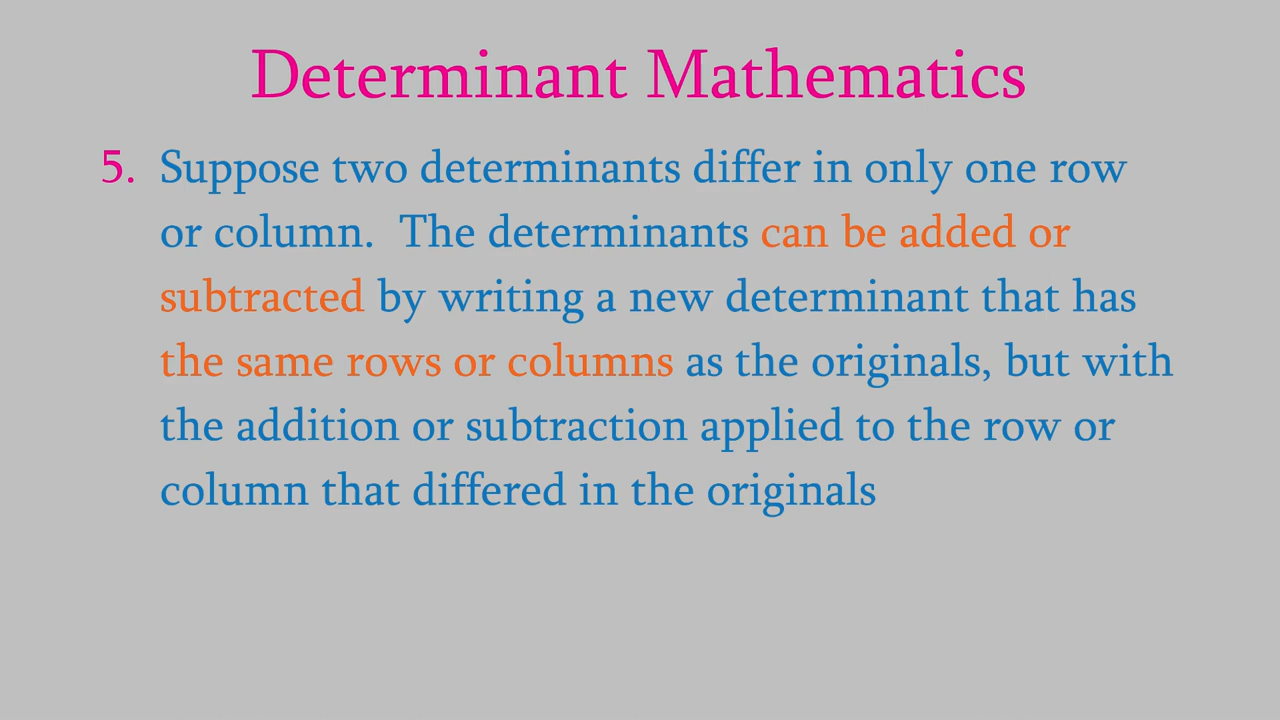 Determinant Mathematics
5. Suppose two determinants differ in only one row
or column. The determinants can be added or
subtracted by writing a new determinant that has
the same rows or columns as the originals, but with
the addition or subtraction applied to the row or
column that differed in the originals